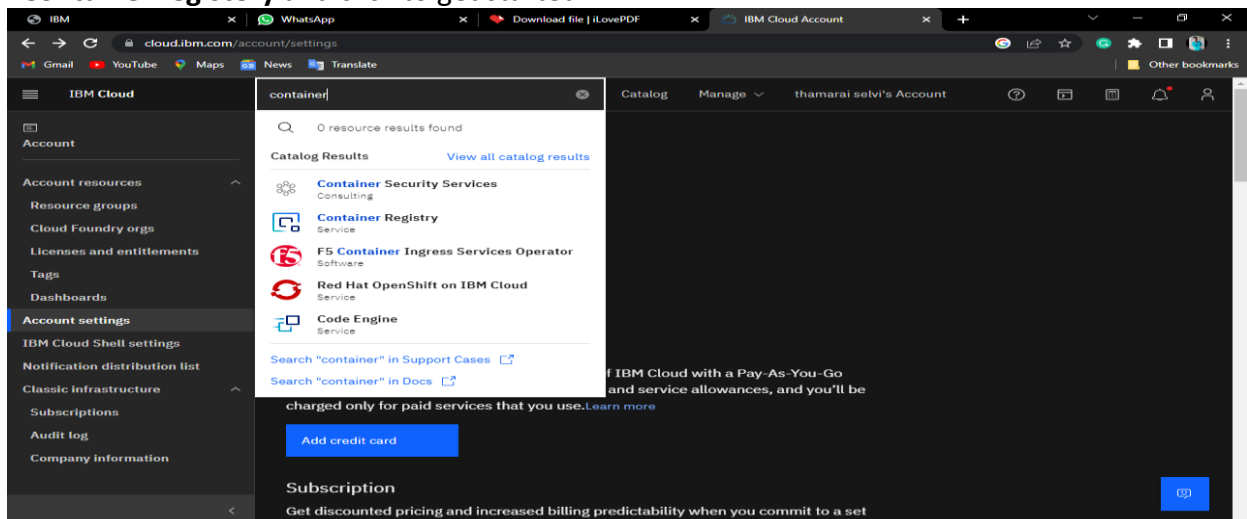 IBM
WhatsApp
Download file | iLovePDF
IBM Cloud Account
cloud.ibm.com/account/settings
Gmail
YouTube
Maps
News
Translate
Other bookmarks
IBM Cloud
container
Catalog
Manage
thamarai selvi's Account
Account
Account resources
Resource groups
Cloud Foundry orgs
Licenses and entitlements
Tags
Dashboards
Account settings
IBM Cloud Shell settings
Notification distribution list
Classic infrastructure
Subscriptions
Audit log
Company information
0 resource results found
Catalog Results
View all catalog results
Container Security Services
Consulting
Container Registry
Service
F5 Container Ingress Services Operator
Software
Red Hat OpenShift on IBM Cloud
Service
Code Engine
Service
Search "container" in Support Cases
Search "container" in Docs
f IBM Cloud with a Pay-As-You-Go
and service allowances, and you'll be
charged only for paid services that you use. Learn more
Add credit card
Subscription
Get discounted pricing and increased billing predictability when you commit to a set